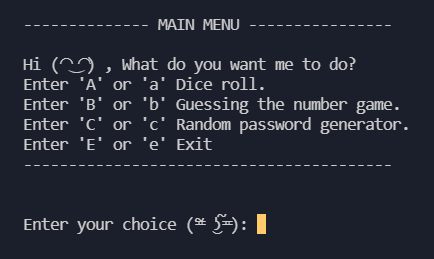 -------------- MAIN MENU ----------------
Hi (͡◠ ͜ʖ ͡◠) , What do you want me to do?
Enter 'A' or 'a' Dice roll.
Enter 'B' or 'b' Guessing the number game.
Enter 'C' or 'c' Random password generator.
Enter 'E' or 'e' Exit
-----------------------------------------
Enter your choice (≖ ͜ʖ̆≖):